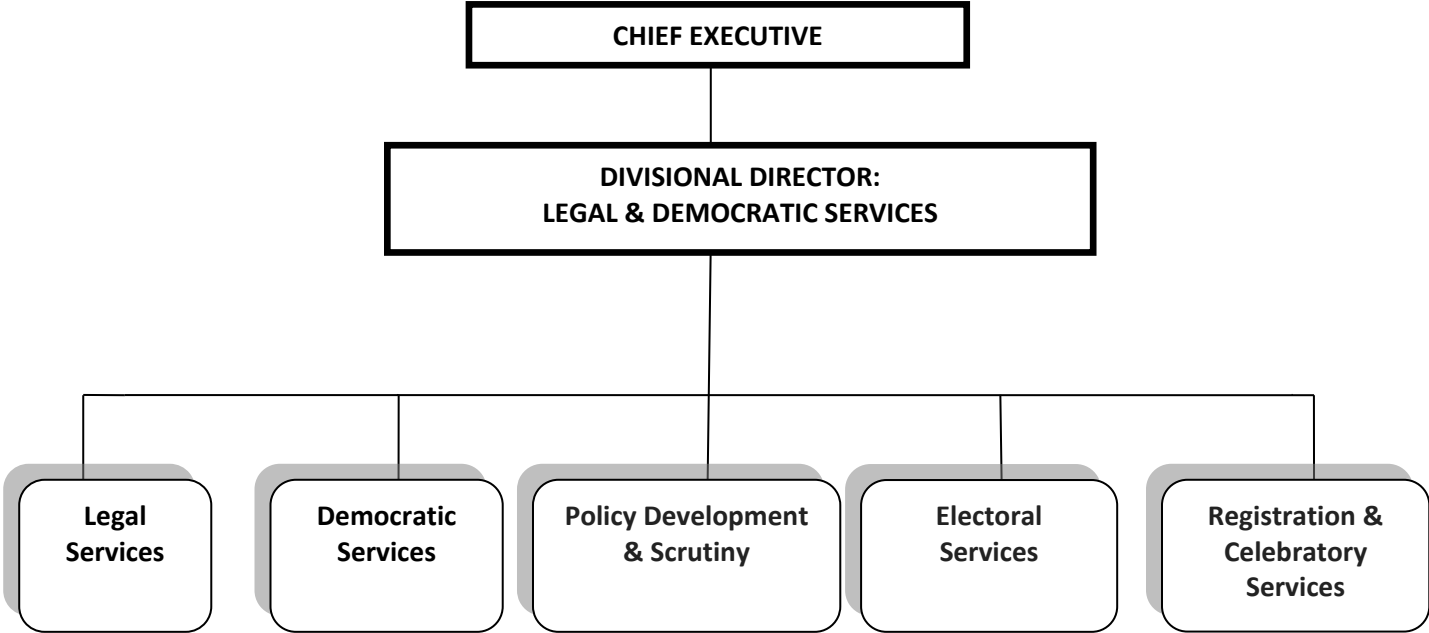 CHIEF EXECUTIVE
DIVISIONAL DIRECTOR:
LEGAL & DEMOCRATIC SERVICES
Legal
Services
Democratic
Services
Policy Development
& Scrutiny
Electoral
Services
Registration &
Celebratory
Services